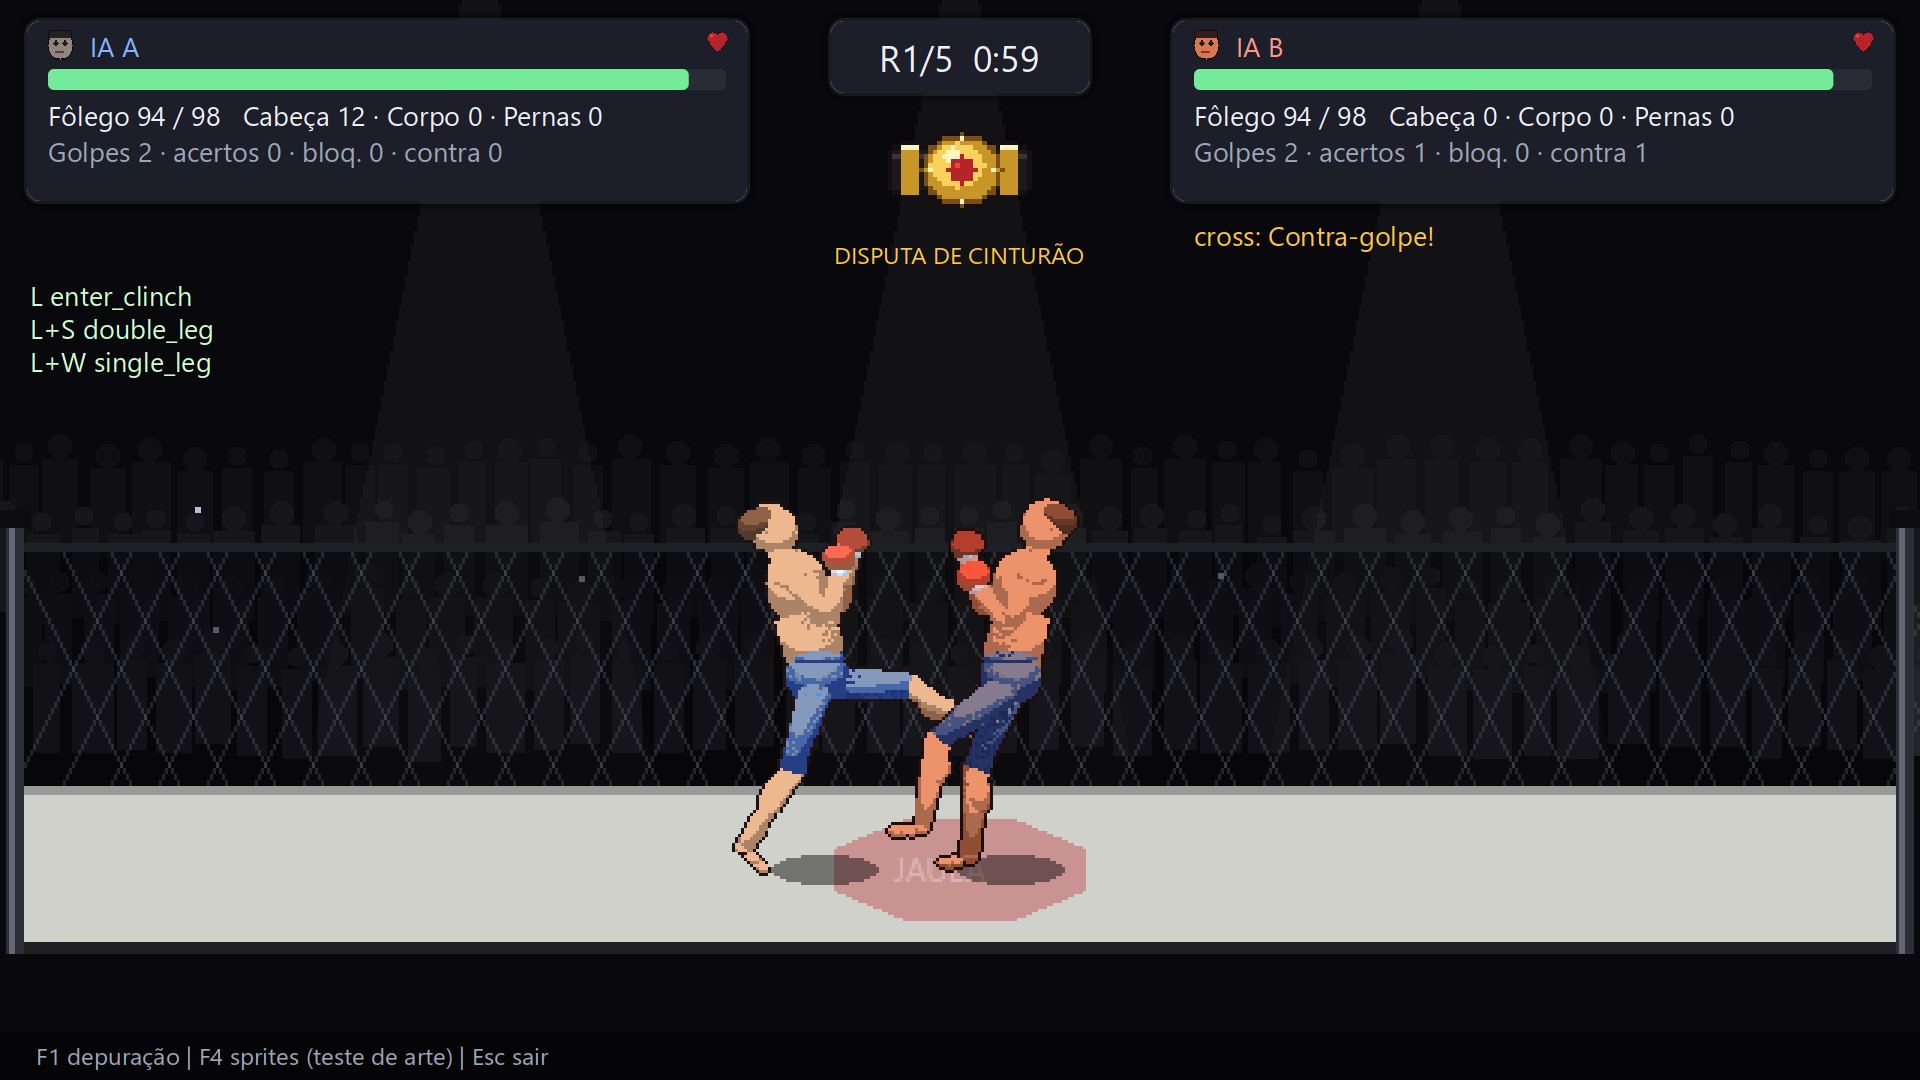 IA A
Fôlego 94 / 98 Cabeça 12 · Corpo 0 · Pernas 0
Golpes 2 · acertos 0 · bloq. 0 · contra 0
R1/5 0:59
DISPUTA DE CINTURÃO
IA B
Fôlego 94 / 98 Cabeça 0 · Corpo 0 · Pernas 0
Golpes 2 · acertos 1 · bloq. 0 · contra 1
cross: Contra-golpe!
L enter_clinch
L+S double_leg
L+W single_leg
JAULA
F1 depuração | F4 sprites (teste de arte) | Esc sair